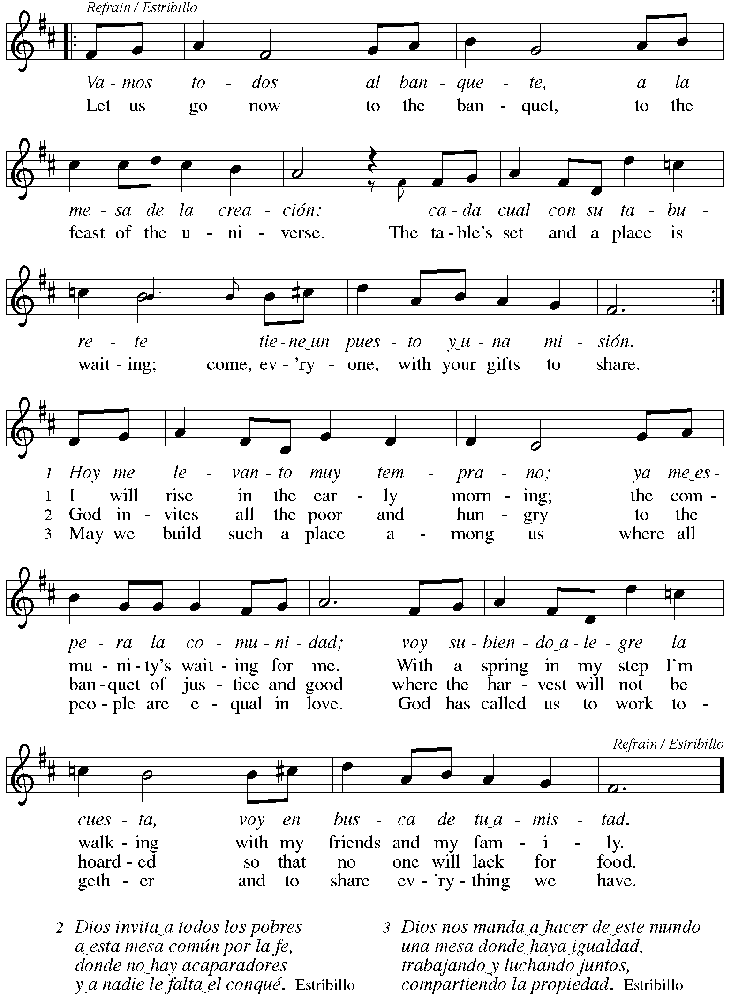 Refrain / Estribillo
Va - mos to - dos al ban - que - te, a la
Let us go now to the ban - quet, to the
me - sa de la crea - ción; ca - da cual con su ta - bu -
feast of the u - ni - verse. The ta - ble's set and a place is
re - te tie - ne‿un pues - to y‿u - na mi - sión.
wait - ing; come, ev - 'ry - one, with your gifts to share.
1 Hoy me le - van - to muy tem - pra - no; ya me‿es -
1 I will rise in the ear - ly morn - ing; the com -
2 God in - vites all the poor and hun - gry to the
3 May we build such a place a - mong us where all
pe - ra la co - mu - ni - dad; voy su - bien - do‿a - le - gre la
mu - ni - ty's wait - ing for me. With a spring in my step I'm
ban - quet of jus - tice and good where the har - vest will not be
peo - ple are e - qual in love. God has called us to work to -
Refrain / Estribillo
cues - ta, voy en bus - ca de tu‿a - mis - tad.
walk - ing with my friends and my fam - i - ly.
hoard - ed so that no one will lack for food.
geth - er and to share ev - 'ry - thing we have.
2 Dios invita‿a todos los pobres
a‿esta mesa común por la fe,
donde no‿hay acaparadores
y‿a nadie le falta‿el conqué. Estribillo
3 Dios nos manda‿a‿hacer de‿este mundo
una mesa donde‿haya‿igualdad,
trabajando‿y luchando juntos,
compartiendo la propiedad. Estribillo